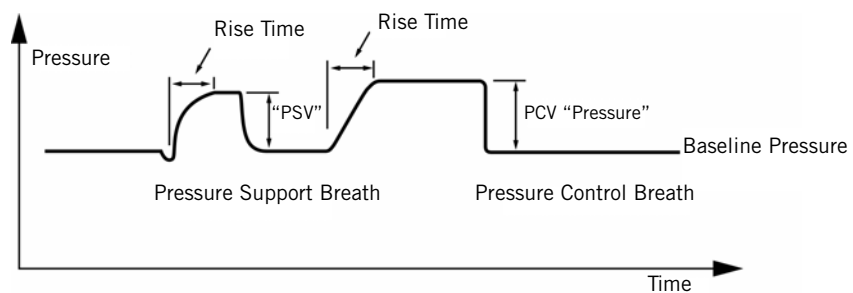 Rise Time
Rise Time
Pressure
"PSV"
PCV "Pressure"
Baseline Pressure
Pressure Support Breath
Pressure Control Breath
Time